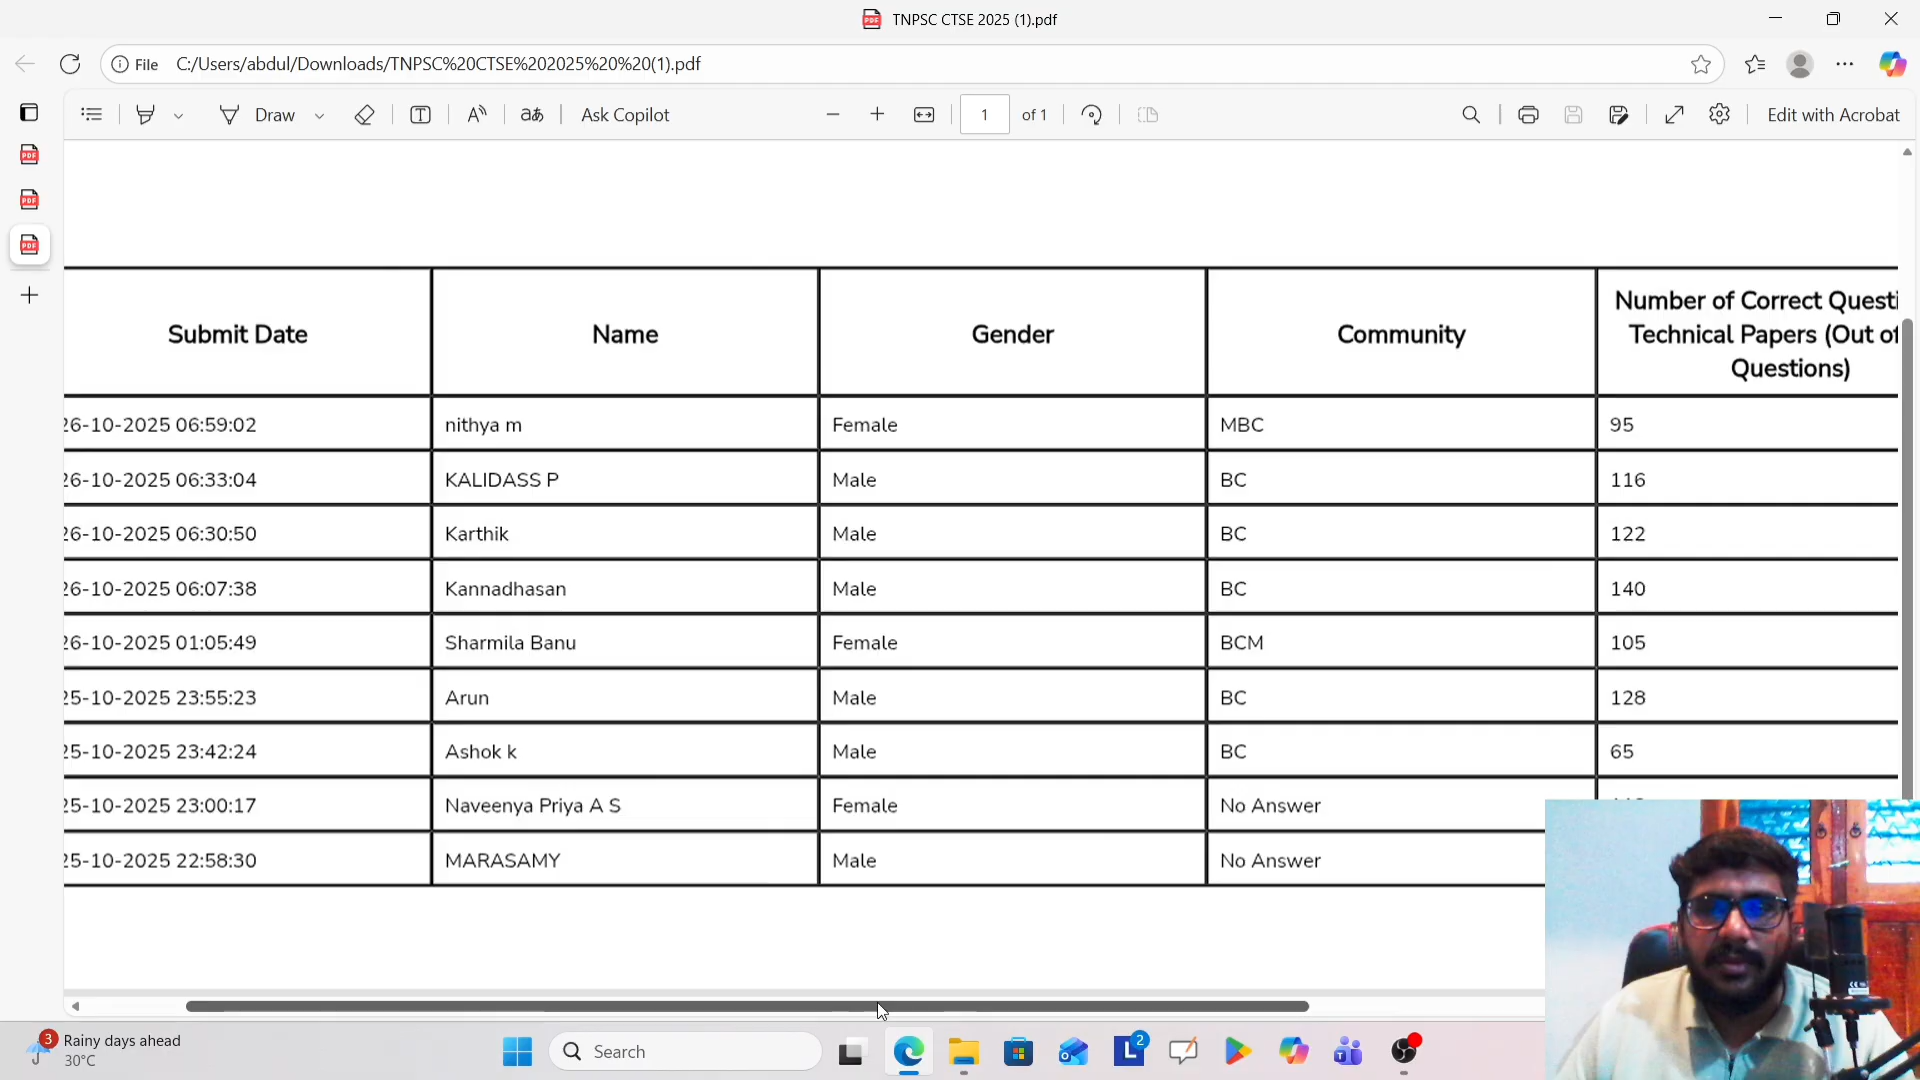 TNPSC CTSE 2025 (1).pdf
File C:/Users/abdul/Downloads/TNPSC%20CTSE%202025%20%20(1).pdf
Draw Ask Copilot 1 of 1 Edit with Acrobat
Submit Date Name Gender Community Number of Correct Questi
Technical Papers (Out of
Questions)
26-10-2025 06:59:02 nithya m Female MBC 95
26-10-2025 06:33:04 KALIDASS P Male BC 116
26-10-2025 06:30:50 Karthik Male BC 122
26-10-2025 06:07:38 Kannadhasan Male BC 140
26-10-2025 01:05:49 Sharmila Banu Female BCM 105
25-10-2025 23:55:23 Arun Male BC 128
25-10-2025 23:42:24 Ashok k Male BC 65
25-10-2025 23:00:17 Naveenya Priya A S Female No Answer
25-10-2025 22:58:30 MARASAMY Male No Answer
3 Rainy days ahead
30°C
Search
2